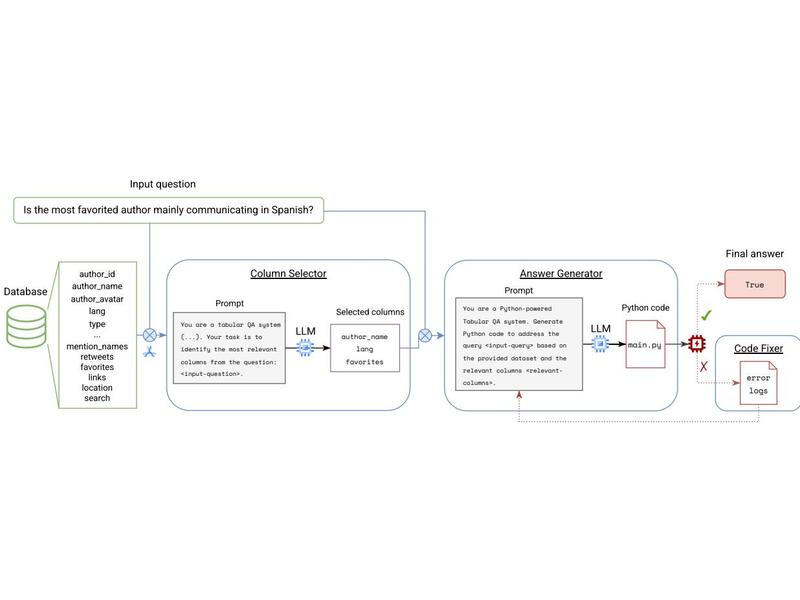 Input question
Is the most favorited author mainly communicating in Spanish?
Database
author_id
author_name
author_avatar
lang
type
...
mention_names
retweets
favorites
links
location
search
Column Selector
Prompt
You are a tabular QA system
(...). Your task is to
identify the most relevant
columns from the question:
<input-question>.
LLM
Selected columns
author_name
lang
favorites
Answer Generator
Prompt
You are a Python-powered
Tabular QA system. Generate
Python code to address the
query <input-query> based on
the provided dataset and the
relevant columns <relevant-
columns>.
LLM
Python code
main.py
Final answer
True
Code Fixer
error
logs